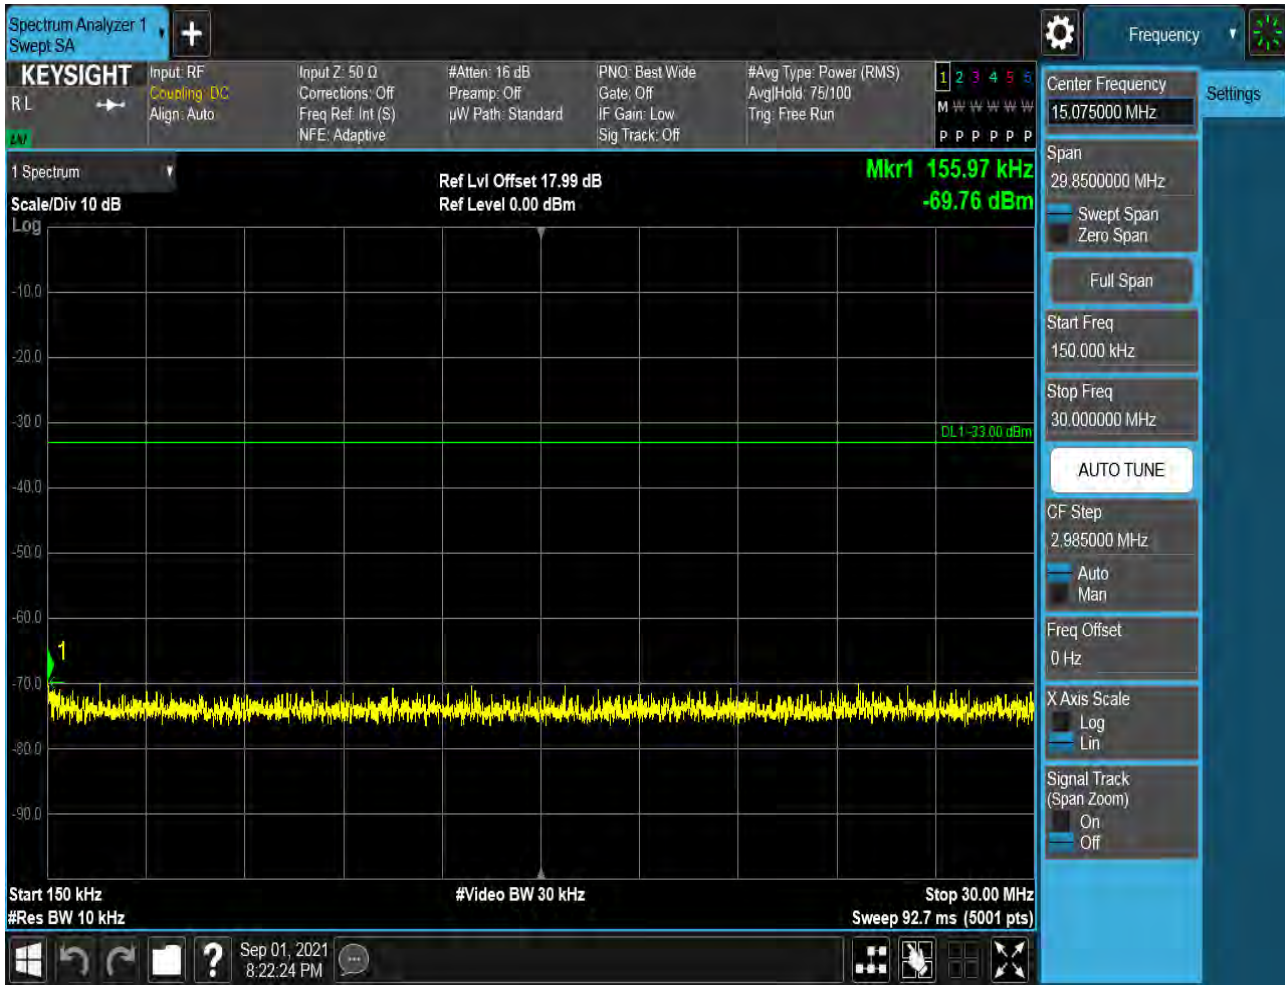 Spectrum Analyzer 1
Swept SA
Frequency
KEYSIGHT
R L
LNI
Input: RF
Coupling: DC
Align: Auto
Input Z: 50 Ω
Corrections: Off
Freq Ref: Int (S)
NFE: Adaptive
#Atten: 16 dB
Preamp: Off
µW Path: Standard
PNO: Best Wide
Gate: Off
IF Gain: Low
Sig Track: Off
#Avg Type: Power (RMS)
Avg|Hold: 75/100
Trig: Free Run
1 2 3 4 5 6
M W W W W W
P P P P P P
1 Spectrum
Scale/Div 10 dB
Log
Ref Lvl Offset 17.99 dB
Ref Level 0.00 dBm
Mkr1 155.97 kHz
-69.76 dBm
-10.0
-20.0
-30.0
DL1 -33.00 dBm
-40.0
-50.0
-60.0
1
-70.0
-80.0
-90.0
Start 150 kHz
#Res BW 10 kHz
#Video BW 30 kHz
Stop 30.00 MHz
Sweep 92.7 ms (5001 pts)
Sep 01, 2021
8:22:24 PM
Center Frequency
15.075000 MHz
Settings
Span
29.8500000 MHz
Swept Span
Zero Span
Full Span
Start Freq
150.000 kHz
Stop Freq
30.000000 MHz
AUTO TUNE
CF Step
2.985000 MHz
Auto
Man
Freq Offset
0 Hz
X Axis Scale
Log
Lin
Signal Track
(Span Zoom)
On
Off